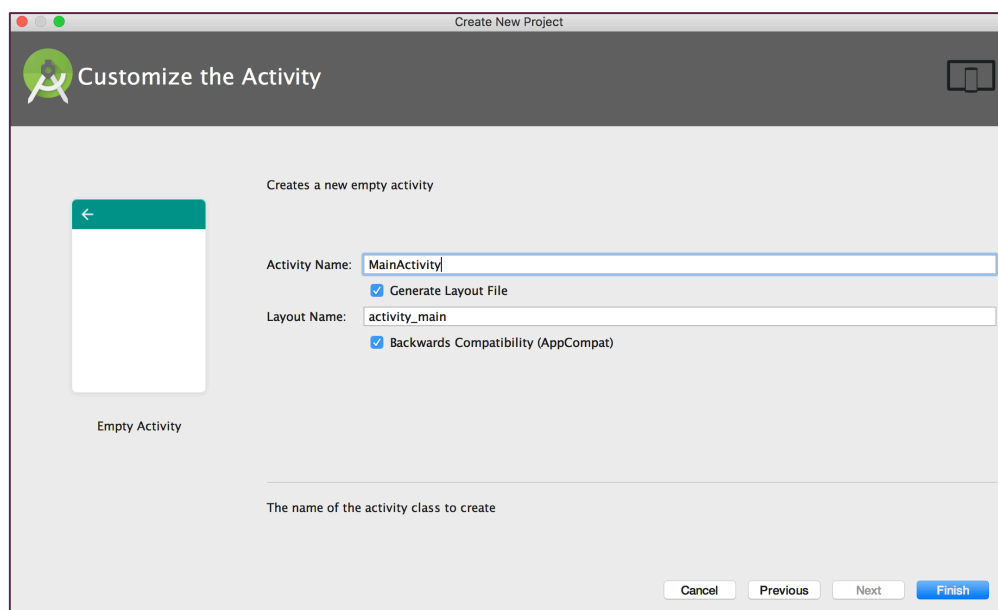 Create New Project
Customize the Activity
Creates a new empty activity
Activity Name: MainActivity
Generate Layout File
Layout Name: activity_main
Backwards Compatibility (AppCompat)
Empty Activity
The name of the activity class to create
Cancel Previous Next Finish